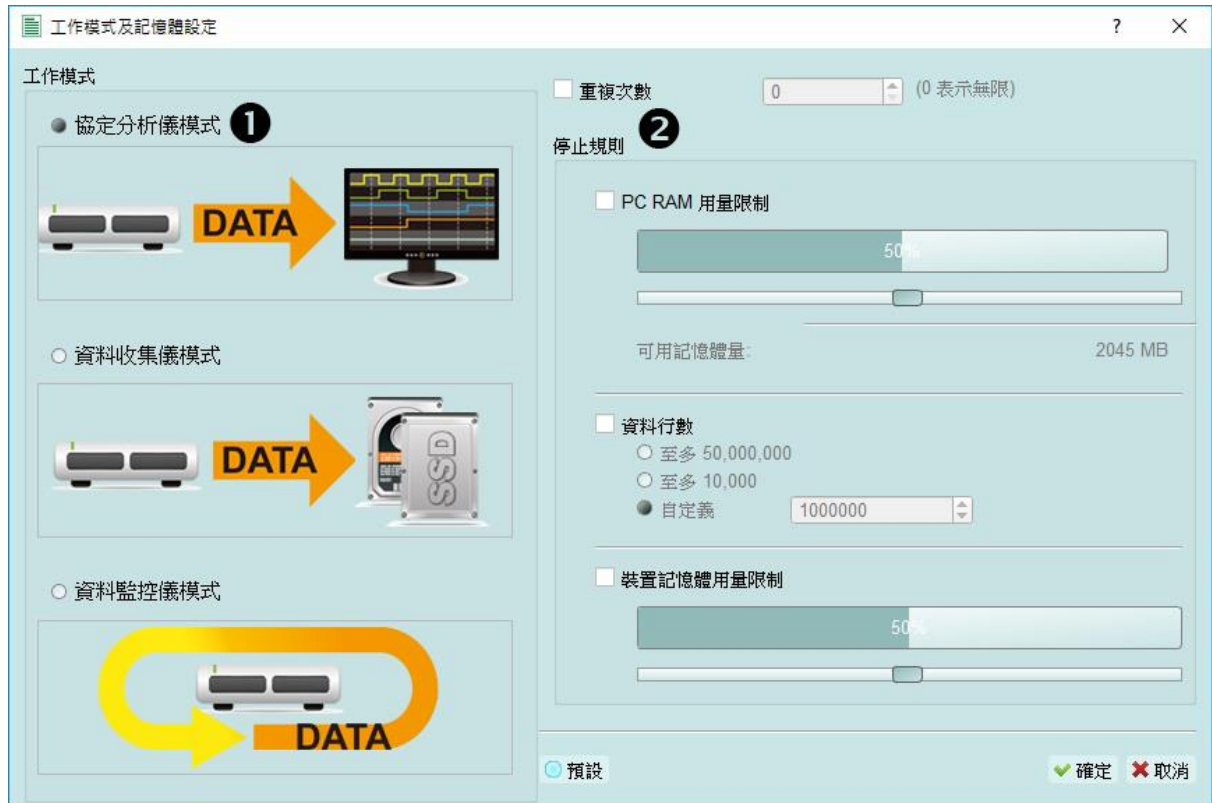 工作模式及記憶體設定
?
工作模式
❶
協定分析儀模式
DATA
資料收集儀模式
DATA
SSD
資料監控儀模式
DATA
重複次數
0
(0 表示無限)
❷
停止規則
PC RAM 用量限制
50%
可用記憶體量:
2045 MB
資料行數
至多 50,000,000
至多 10,000
自定義
1000000
裝置記憶體用量限制
50%
預設
確定
取消